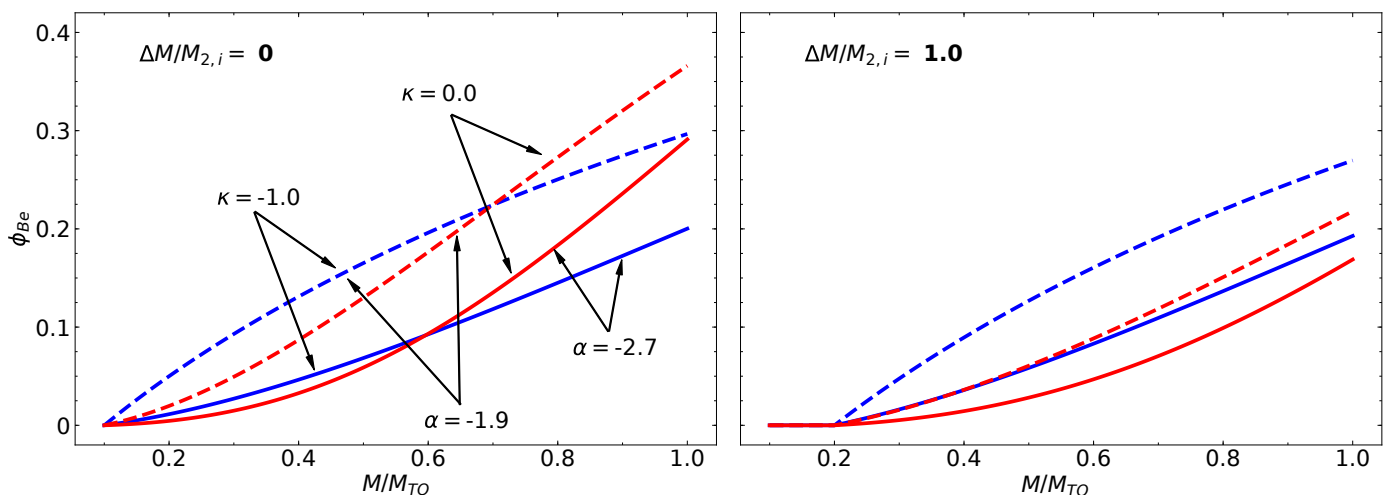 ΔM/M2,i = 0
ΔM/M2,i = 1.0
κ = 0.0
κ = -1.0
α = -2.7
α = -1.9
ϕBe
0.4
0.3
0.2
0.1
0
0.2 0.4 0.6 0.8 1.0
0.2 0.4 0.6 0.8 1.0
M/MTO
M/MTO